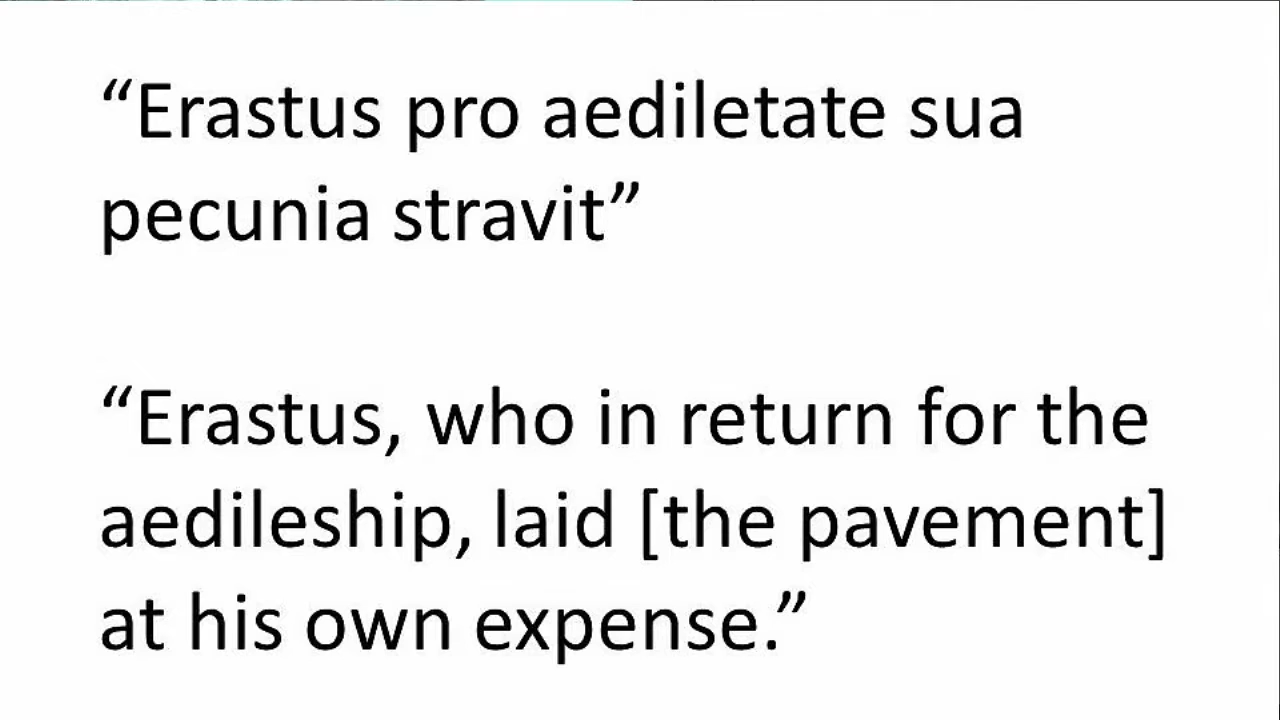 “Erastus pro aediletate sua
pecunia stravit”
“Erastus, who in return for the
aedileship, laid [the pavement]
at his own expense.”